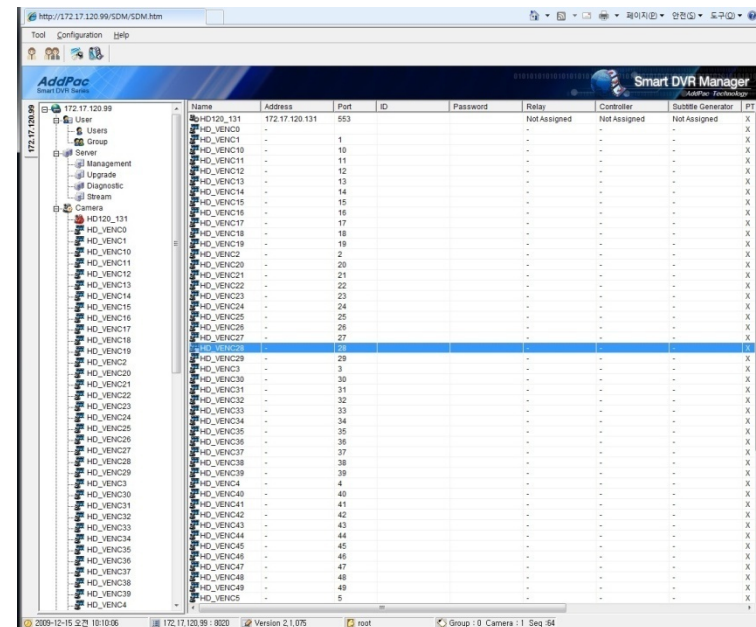 http://172.17.120.99/SDM/SDM.htm
페이지(P) 안전(S) 도구(O)
Tool Configuration Help
AddPac
Smart DVR Series
Smart DVR Manager
AddPac Technology
172.17.120.99
172.17.120.99
User
Users
Group
Server
Management
Upgrade
Diagnostic
Stream
Camera
HD120_131
HD_VENC0
HD_VENC1
HD_VENC10
HD_VENC11
HD_VENC12
HD_VENC13
HD_VENC14
HD_VENC15
HD_VENC16
HD_VENC17
HD_VENC18
HD_VENC19
HD_VENC2
HD_VENC20
HD_VENC21
HD_VENC22
HD_VENC23
HD_VENC24
HD_VENC25
HD_VENC26
HD_VENC27
HD_VENC28
HD_VENC29
HD_VENC3
HD_VENC30
HD_VENC31
HD_VENC32
HD_VENC33
HD_VENC34
HD_VENC35
HD_VENC36
HD_VENC37
HD_VENC38
HD_VENC39
HD_VENC4
Name Address Port ID Password Relay Controller Subtitle Generator PT
HD120_131 172.17.120.131 553 Not Assigned Not Assigned Not Assigned X
HD_VENC0 - - - - X
HD_VENC1 - 1 - - - X
HD_VENC10 - 10 - - - X
HD_VENC11 - 11 - - - X
HD_VENC12 - 12 - - - X
HD_VENC13 - 13 - - - X
HD_VENC14 - 14 - - - X
HD_VENC15 - 15 - - - X
HD_VENC16 - 16 - - - X
HD_VENC17 - 17 - - - X
HD_VENC18 - 18 - - - X
HD_VENC19 - 19 - - - X
HD_VENC2 - 2 - - - X
HD_VENC20 - 20 - - - X
HD_VENC21 - 21 - - - X
HD_VENC22 - 22 - - - X
HD_VENC23 - 23 - - - X
HD_VENC24 - 24 - - - X
HD_VENC25 - 25 - - - X
HD_VENC26 - 26 - - - X
HD_VENC27 - 27 - - - X
HD_VENC28 - 28 - - - X
HD_VENC29 - 29 - - - X
HD_VENC3 - 3 - - - X
HD_VENC30 - 30 - - - X
HD_VENC31 - 31 - - - X
HD_VENC32 - 32 - - - X
HD_VENC33 - 33 - - - X
HD_VENC34 - 34 - - - X
HD_VENC35 - 35 - - - X
HD_VENC36 - 36 - - - X
HD_VENC37 - 37 - - - X
HD_VENC38 - 38 - - - X
HD_VENC39 - 39 - - - X
HD_VENC4 - 4 - - - X
HD_VENC40 - 40 - - - X
HD_VENC41 - 41 - - - X
HD_VENC42 - 42 - - - X
HD_VENC43 - 43 - - - X
HD_VENC44 - 44 - - - X
HD_VENC45 - 45 - - - X
HD_VENC46 - 46 - - - X
HD_VENC47 - 47 - - - X
HD_VENC48 - 48 - - - X
HD_VENC49 - 49 - - - X
HD_VENC5 - 5 - - - X
2009-12-15 오전 10:10:06 172,17,120,99 : 8020 Version 2,1,075 root Group : 0 Camera : 1 Seq :64